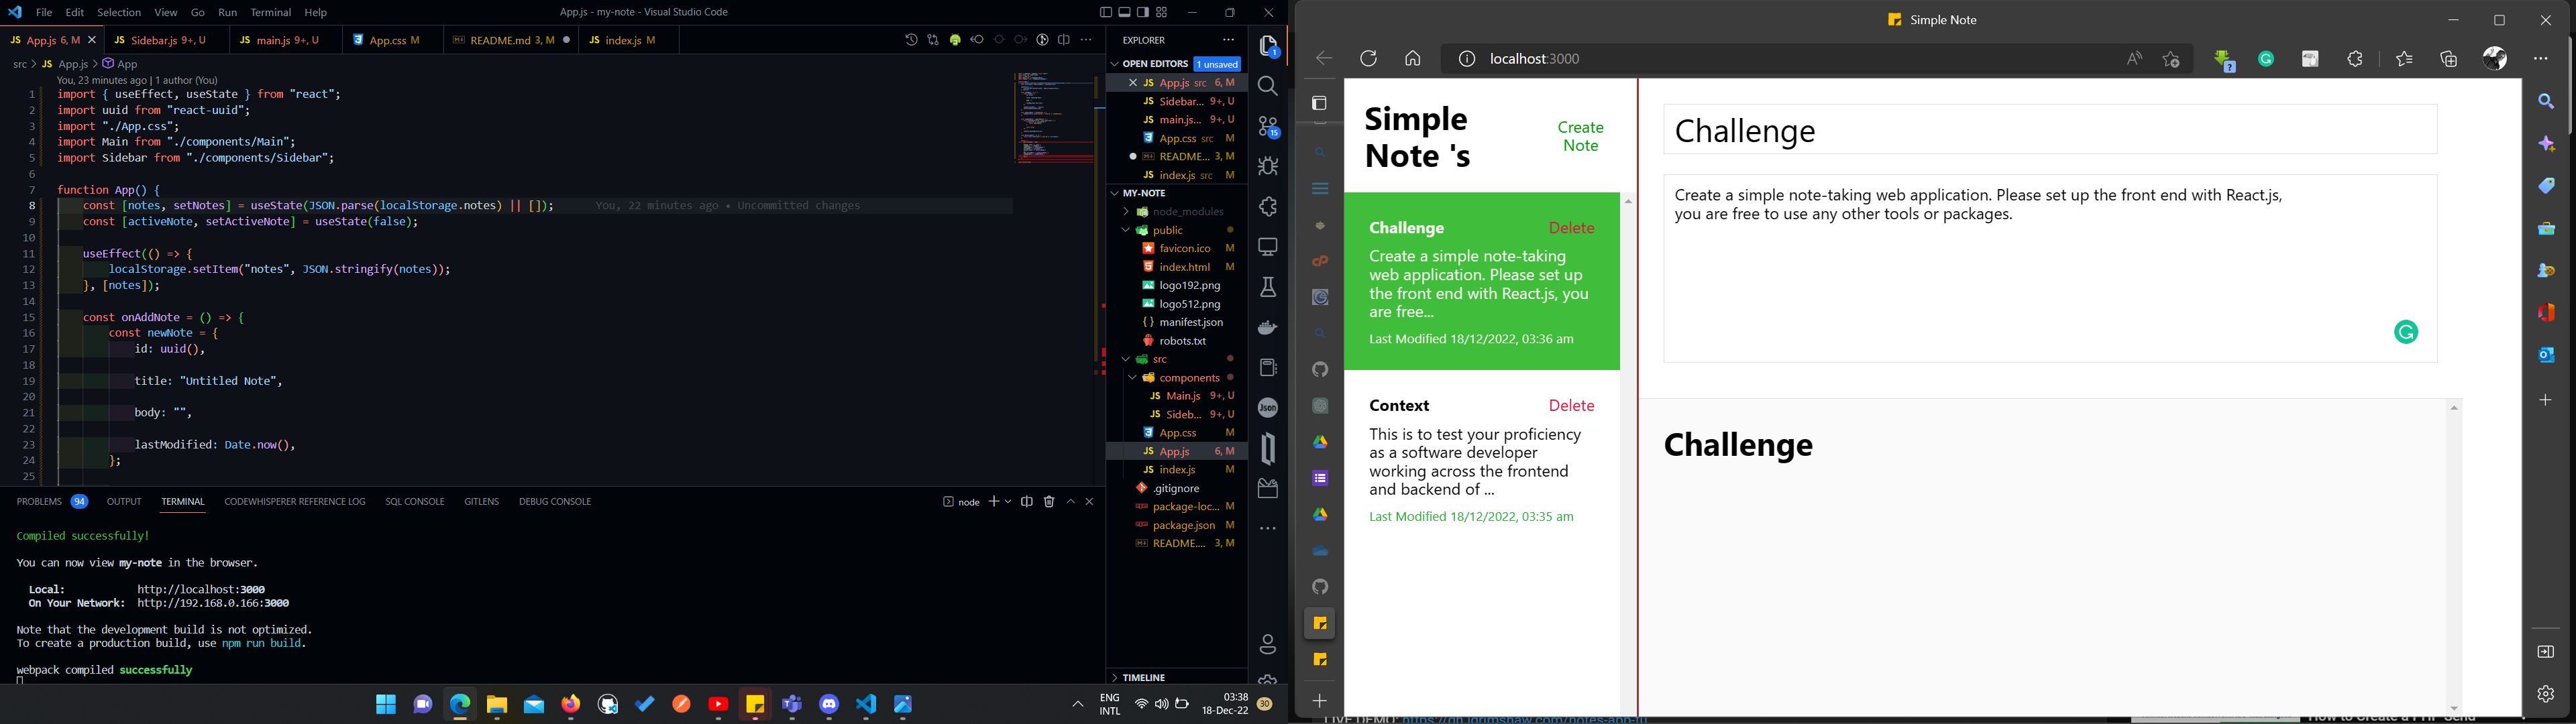 File Edit Selection View Go Run Terminal Help
App.js - my-note - Visual Studio Code
JS App.js 6, M
JS Sidebar.js 9+, U
JS main.js 9+, U
App.css M
README.md 3, M
JS index.js M
src > JS App.js > App
You, 23 minutes ago | 1 author (You)
1 import { useEffect, useState } from "react";
2 import uuid from "react-uuid";
3 import "./App.css";
4 import Main from "./components/Main";
5 import Sidebar from "./components/Sidebar";
6
7 function App() {
8 const [notes, setNotes] = useState(JSON.parse(localStorage.notes) || []); You, 22 minutes ago • Uncommitted changes
9 const [activeNote, setActiveNote] = useState(false);
10
11 useEffect(() => {
12 localStorage.setItem("notes", JSON.stringify(notes));
13 }, [notes]);
14
15 const onAddNote = () => {
16 const newNote = {
17 id: uuid(),
18
19 title: "Untitled Note",
20
21 body: "",
22
23 lastModified: Date.now(),
24 };
25
PROBLEMS 94 OUTPUT TERMINAL CODEWHISPERER REFERENCE LOG SQL CONSOLE GITLENS DEBUG CONSOLE
node
Compiled successfully!
You can now view my-note in the browser.
Local: http://localhost:3000
On Your Network: http://192.168.0.166:3000
Note that the development build is not optimized.
To create a production build, use npm run build.
webpack compiled successfully
EXPLORER
OPEN EDITORS 1 unsaved
JS App.js src 6, M
JS Sidebar... 9+, U
JS main.js... 9+, U
App.css src M
README... 3, M
JS index.js src M
MY-NOTE
node_modules
public
favicon.ico M
index.html M
logo192.png
logo512.png
{ } manifest.json
robots.txt
src
components
JS Main.js 9+, U
JS Sideb... 9+, U
App.css M
JS App.js 6, M
JS index.js M
.gitignore
package-loc... M
package.json M
README.... 3, M
TIMELINE
1
15
Json
ENG
INTL
03:38
18-Dec-22
30
Simple Note
localhost:3000
Simple
Note 's
Create
Note
Challenge Delete
Create a simple note-taking
web application. Please set up
the front end with React.js, you
are free...
Last Modified 18/12/2022, 03:36 am
Context Delete
This is to test your proficiency
as a software developer
working across the frontend
and backend of ...
Last Modified 18/12/2022, 03:35 am
Challenge
Create a simple note-taking web application. Please set up the front end with React.js,
you are free to use any other tools or packages.
Challenge